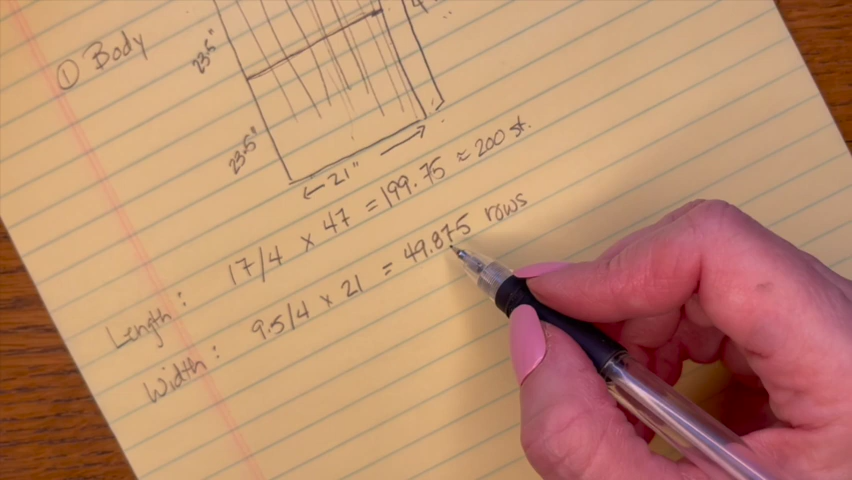 ① Body
23.5"
23.5"
← 21" →
Length: 17/4 x 47 = 199.75 ≈ 200 st.
Width: 9.5/4 x 21 = 49.875 rows